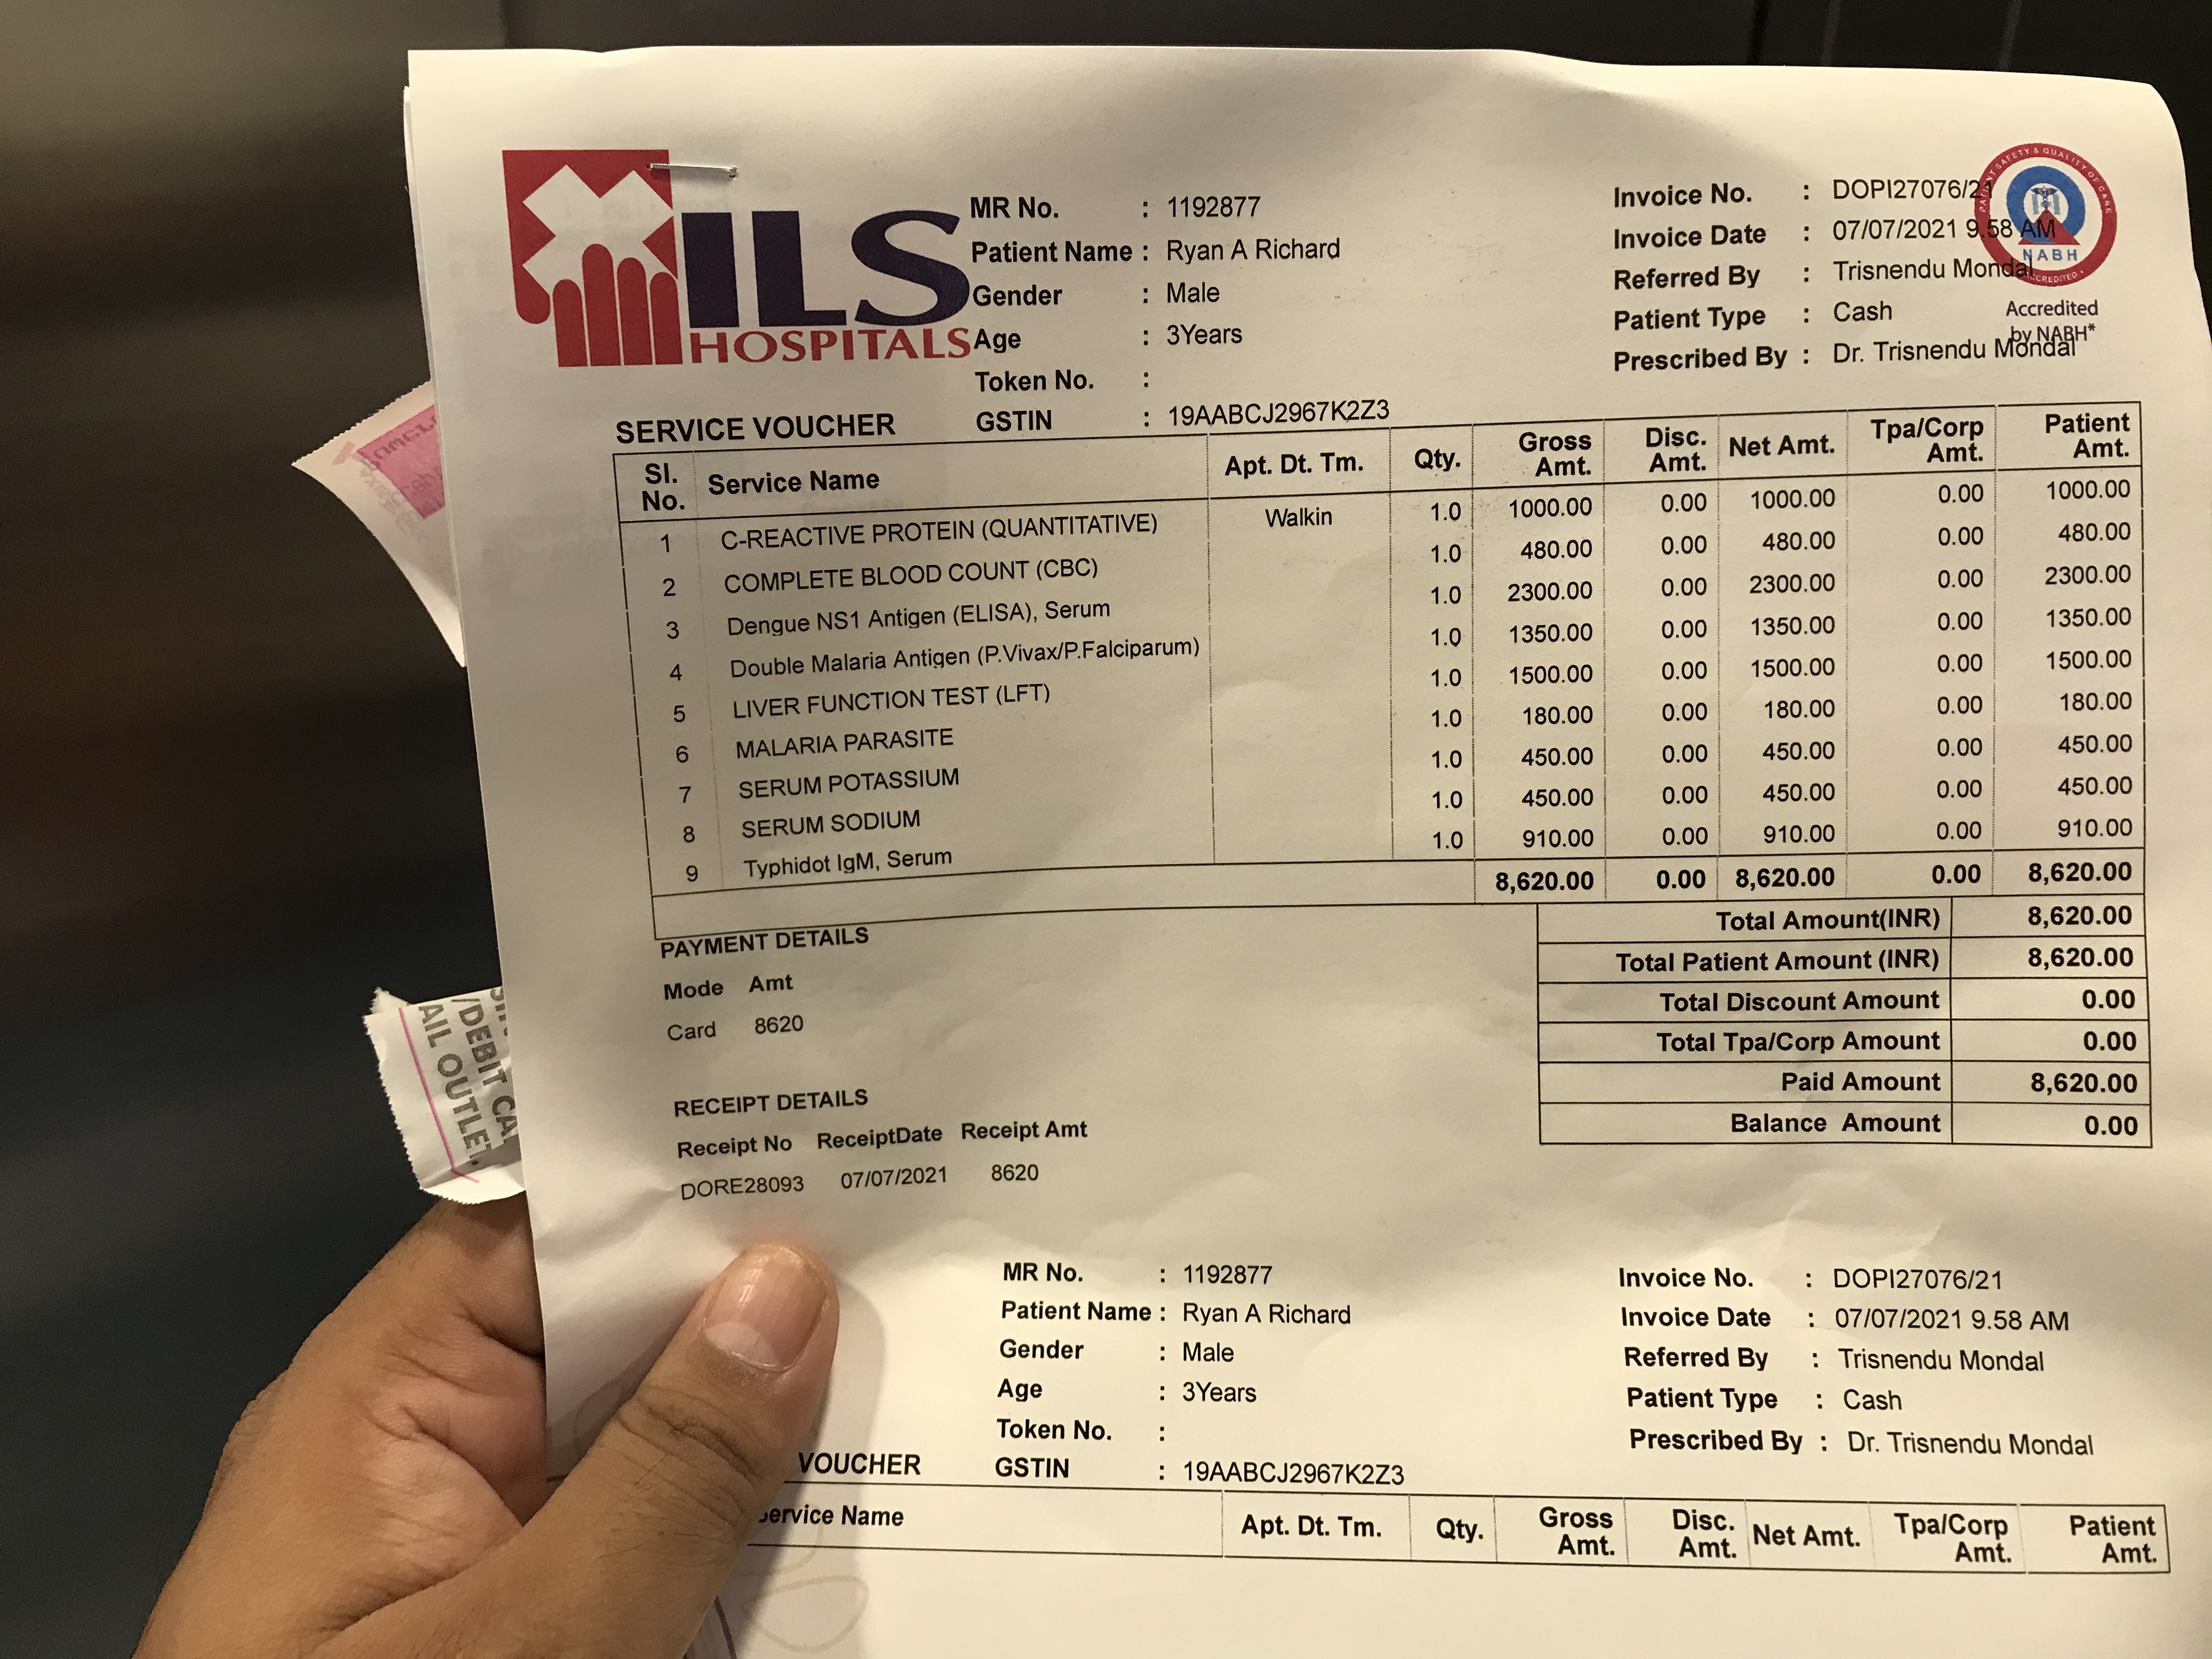 ILS
HOSPITALS
MR No. : 1192877
Patient Name : Ryan A Richard
Gender : Male
Age : 3Years
Token No. :
GSTIN : 19AABCJ2967K2Z3
Invoice No. : DOPI27076/21
Invoice Date : 07/07/2021 9.58 AM
Referred By : Trisnendu Mondal
Patient Type : Cash
Prescribed By : Dr. Trisnendu Mondal
PATIENT SAFETY & QUALITY OF CARE
NABH
ACCREDITED
Accredited
by NABH*
SERVICE VOUCHER
Sl. No. Service Name Apt. Dt. Tm. Qty. Gross Amt. Disc. Amt. Net Amt. Tpa/Corp Amt. Patient Amt.
1 C-REACTIVE PROTEIN (QUANTITATIVE) Walkin 1.0 1000.00 0.00 1000.00 0.00 1000.00
2 COMPLETE BLOOD COUNT (CBC) 1.0 480.00 0.00 480.00 0.00 480.00
3 Dengue NS1 Antigen (ELISA), Serum 1.0 2300.00 0.00 2300.00 0.00 2300.00
4 Double Malaria Antigen (P.Vivax/P.Falciparum) 1.0 1350.00 0.00 1350.00 0.00 1350.00
5 LIVER FUNCTION TEST (LFT) 1.0 1500.00 0.00 1500.00 0.00 1500.00
6 MALARIA PARASITE 1.0 180.00 0.00 180.00 0.00 180.00
7 SERUM POTASSIUM 1.0 450.00 0.00 450.00 0.00 450.00
8 SERUM SODIUM 1.0 450.00 0.00 450.00 0.00 450.00
9 Typhidot IgM, Serum 1.0 910.00 0.00 910.00 0.00 910.00
8,620.00 0.00 8,620.00 0.00 8,620.00
Total Amount(INR) 8,620.00
Total Patient Amount (INR) 8,620.00
Total Discount Amount 0.00
Total Tpa/Corp Amount 0.00
Paid Amount 8,620.00
Balance Amount 0.00
PAYMENT DETAILS
Mode Amt
Card 8620
RECEIPT DETAILS
Receipt No ReceiptDate Receipt Amt
DORE28093 07/07/2021 8620
/DEBIT CA
AIL OUTLET.
MR No. : 1192877
Patient Name : Ryan A Richard
Gender : Male
Age : 3Years
Token No. :
GSTIN : 19AABCJ2967K2Z3
Invoice No. : DOPI27076/21
Invoice Date : 07/07/2021 9.58 AM
Referred By : Trisnendu Mondal
Patient Type : Cash
Prescribed By : Dr. Trisnendu Mondal
VOUCHER
Service Name Apt. Dt. Tm. Qty. Gross Amt. Disc. Amt. Net Amt. Tpa/Corp Amt. Patient Amt.